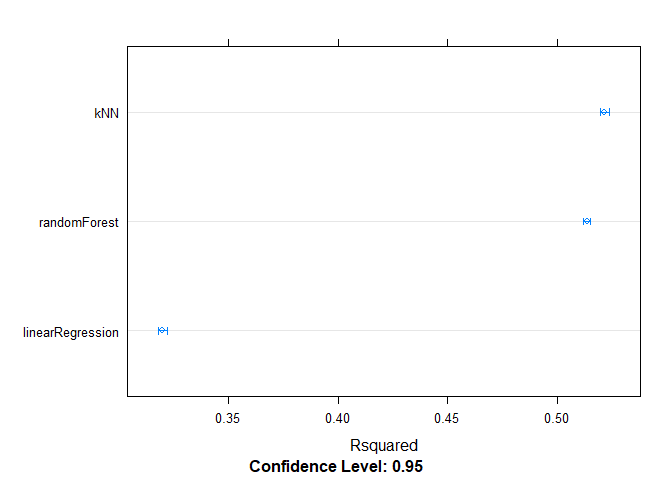 kNN
randomForest
linearRegression
0.35 0.40 0.45 0.50
Rsquared
Confidence Level: 0.95